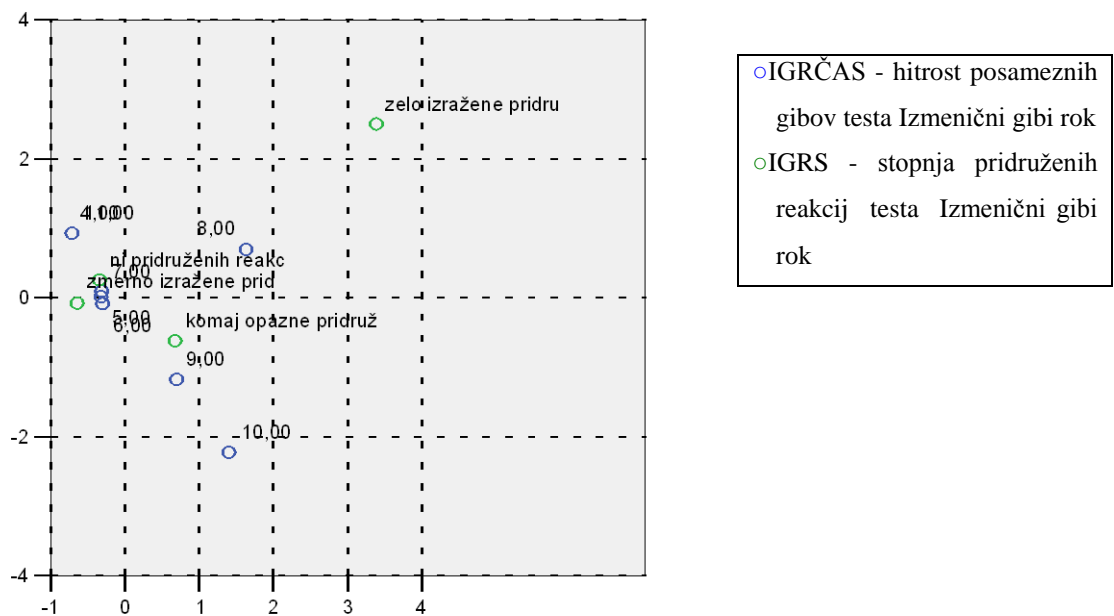 4
zelo izražene pridru
2
8,00
ni pridruženih reakc
7,00
zmerno izražene prid
0
5,00
6,00
komaj opazne pridruž
9,00
-2
10,00
-4
-1 0 1 2 3 4
○IGRČAS - hitrost posameznih
gibov testa Izmenični gibi rok
○IGRS - stopnja pridruženih
reakcij testa Izmenični gibi
rok